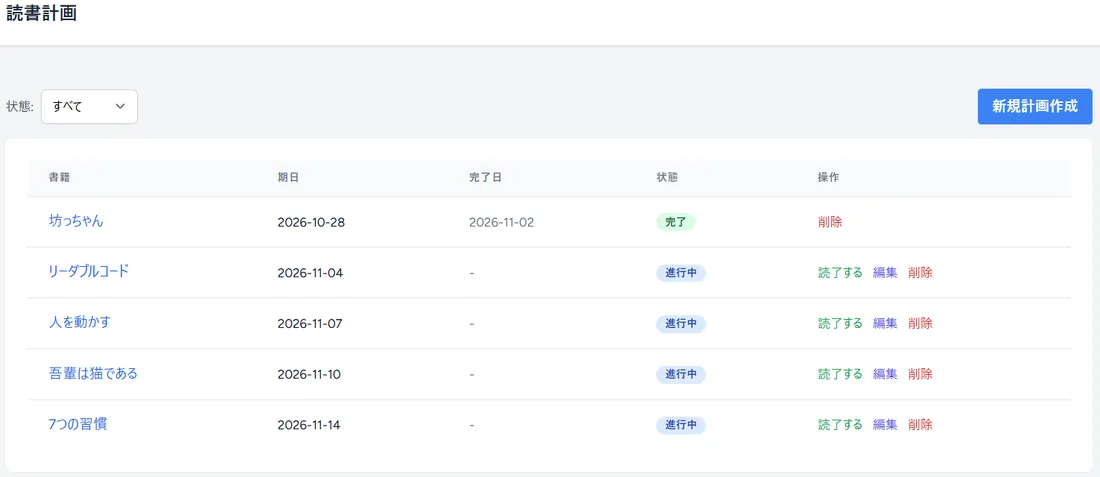 読書計画
状態: すべて 新規計画作成
書籍 期日 完了日 状態 操作
坊っちゃん 2026-10-28 2026-11-02 完了 削除
リーダブルコード 2026-11-04 - 進行中 読了する 編集 削除
人を動かす 2026-11-07 - 進行中 読了する 編集 削除
吾輩は猫である 2026-11-10 - 進行中 読了する 編集 削除
7つの習慣 2026-11-14 - 進行中 読了する 編集 削除